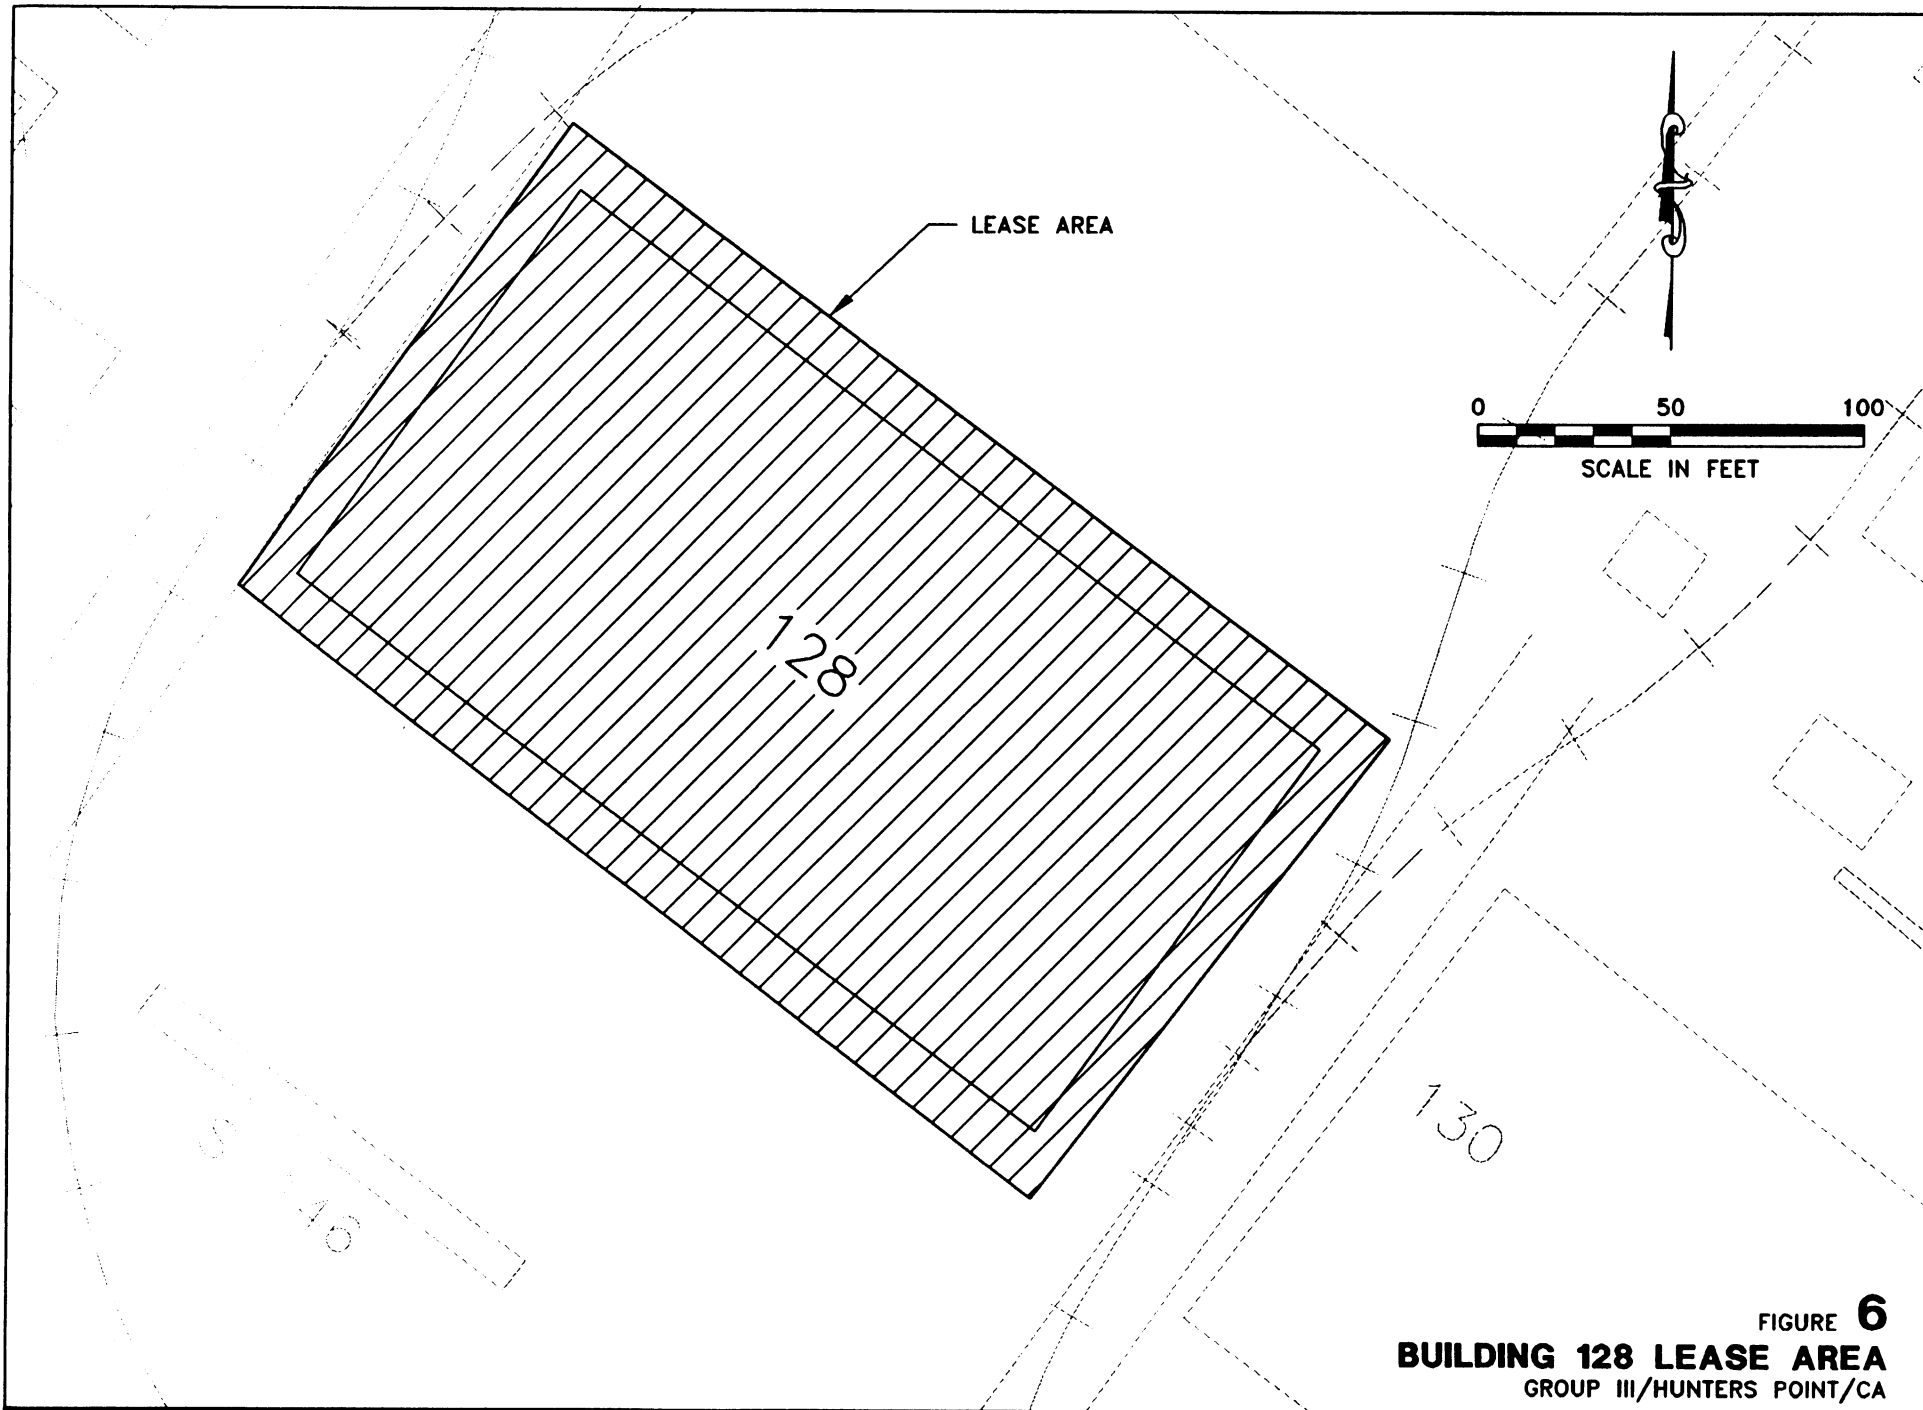 LEASE AREA
0 50 100
SCALE IN FEET
128
130
S
46
FIGURE 6
BUILDING 128 LEASE AREA
GROUP III/HUNTERS POINT/CA